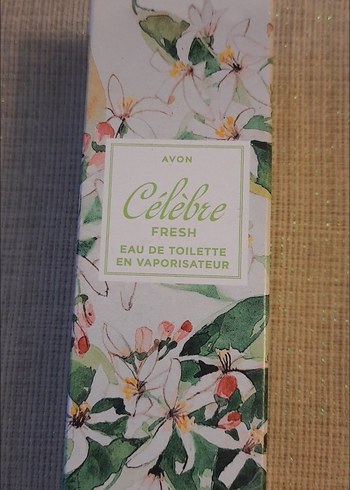 AVON
Célèbre
FRESH
EAU DE TOILETTE
EN VAPORISATEUR